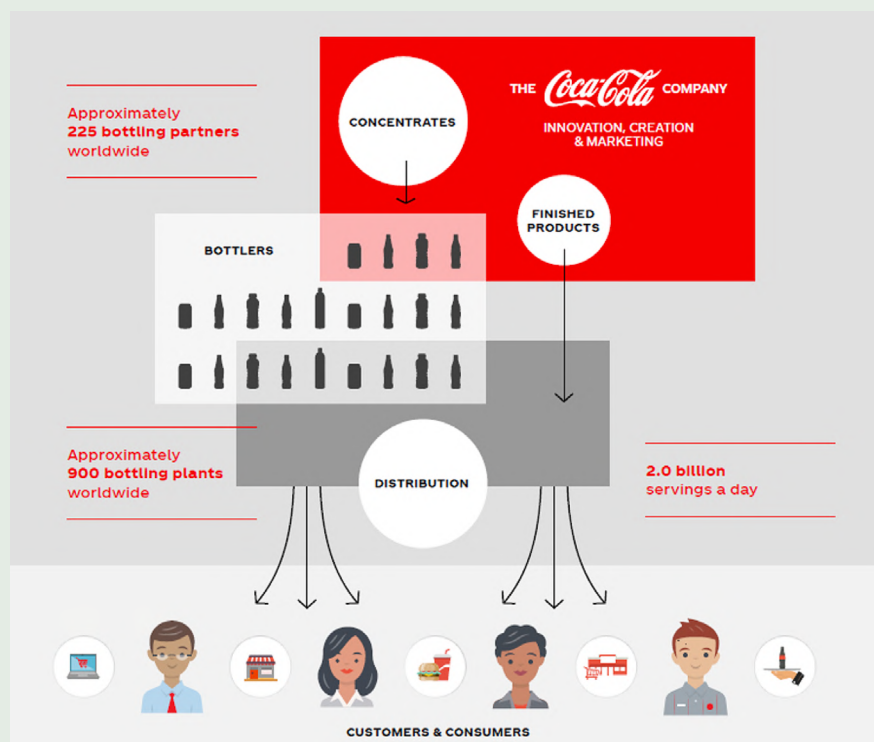 THE Coca-Cola COMPANY
INNOVATION, CREATION
& MARKETING
CONCENTRATES
Approximately
225 bottling partners
worldwide
FINISHED
PRODUCTS
BOTTLERS
Approximately
900 bottling plants
worldwide
DISTRIBUTION
2.0 billion
servings a day
CUSTOMERS & CONSUMERS